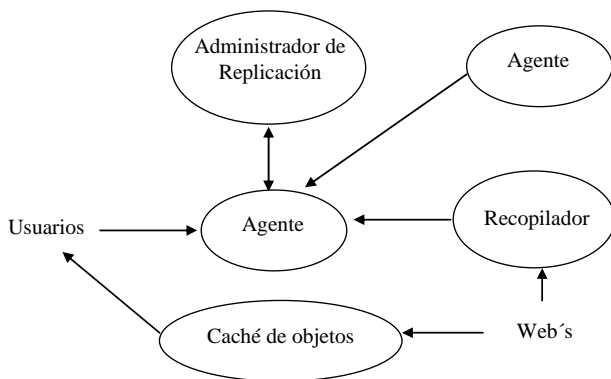 Administrador de
Replicación
Agente
Usuarios
Agente
Recopilador
Caché de objetos
Web´s